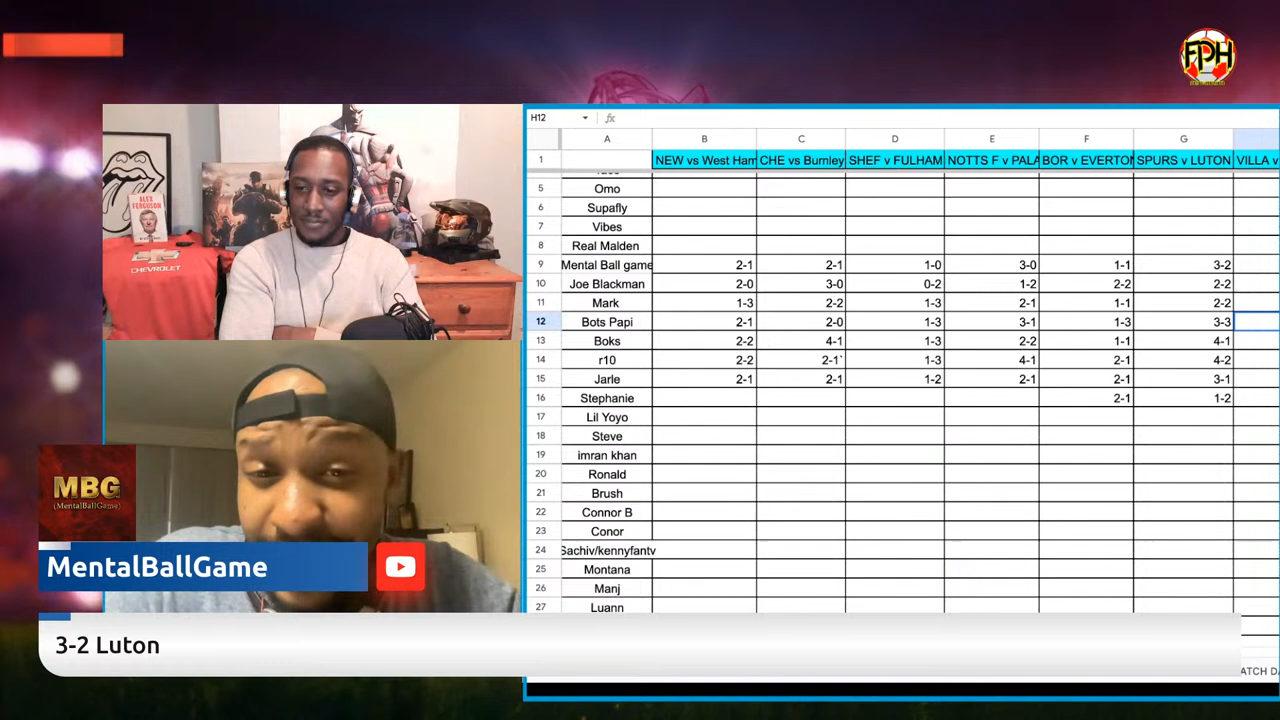 FPH
H12
fx
A B C D E F G
1 NEW vs West Ham CHE vs Burnley SHEF v FULHAM NOTTS F v PALA BOR v EVERTON SPURS v LUTON VILLA v
5 Omo
6 Supafly
7 Vibes
8 Real Malden
9 Mental Ball game 2-1 2-1 1-0 3-0 1-1 3-2
10 Joe Blackman 2-0 3-0 0-2 1-2 2-2 2-2
11 Mark 1-3 2-2 1-3 2-1 1-1 2-2
12 Bots Papi 2-1 2-0 1-3 3-1 1-3 3-3
13 Boks 2-2 4-1 1-3 2-2 1-1 4-1
14 r10 2-2 2-1` 1-3 4-1 2-1 4-2
15 Jarle 2-1 2-1 1-2 2-1 2-1 3-1
16 Stephanie 2-1 1-2
17 Lil Yoyo
18 Steve
19 imran khan
20 Ronald
21 Brush
22 Connor B
23 Conor
24 Sachiv/kennyfantv
25 Montana
26 Manj
27 Luann
ATCH DA
ALEX
FERGUSON
CHEVROLET
MBG
(MentalBallGame)
MentalBallGame
3-2 Luton